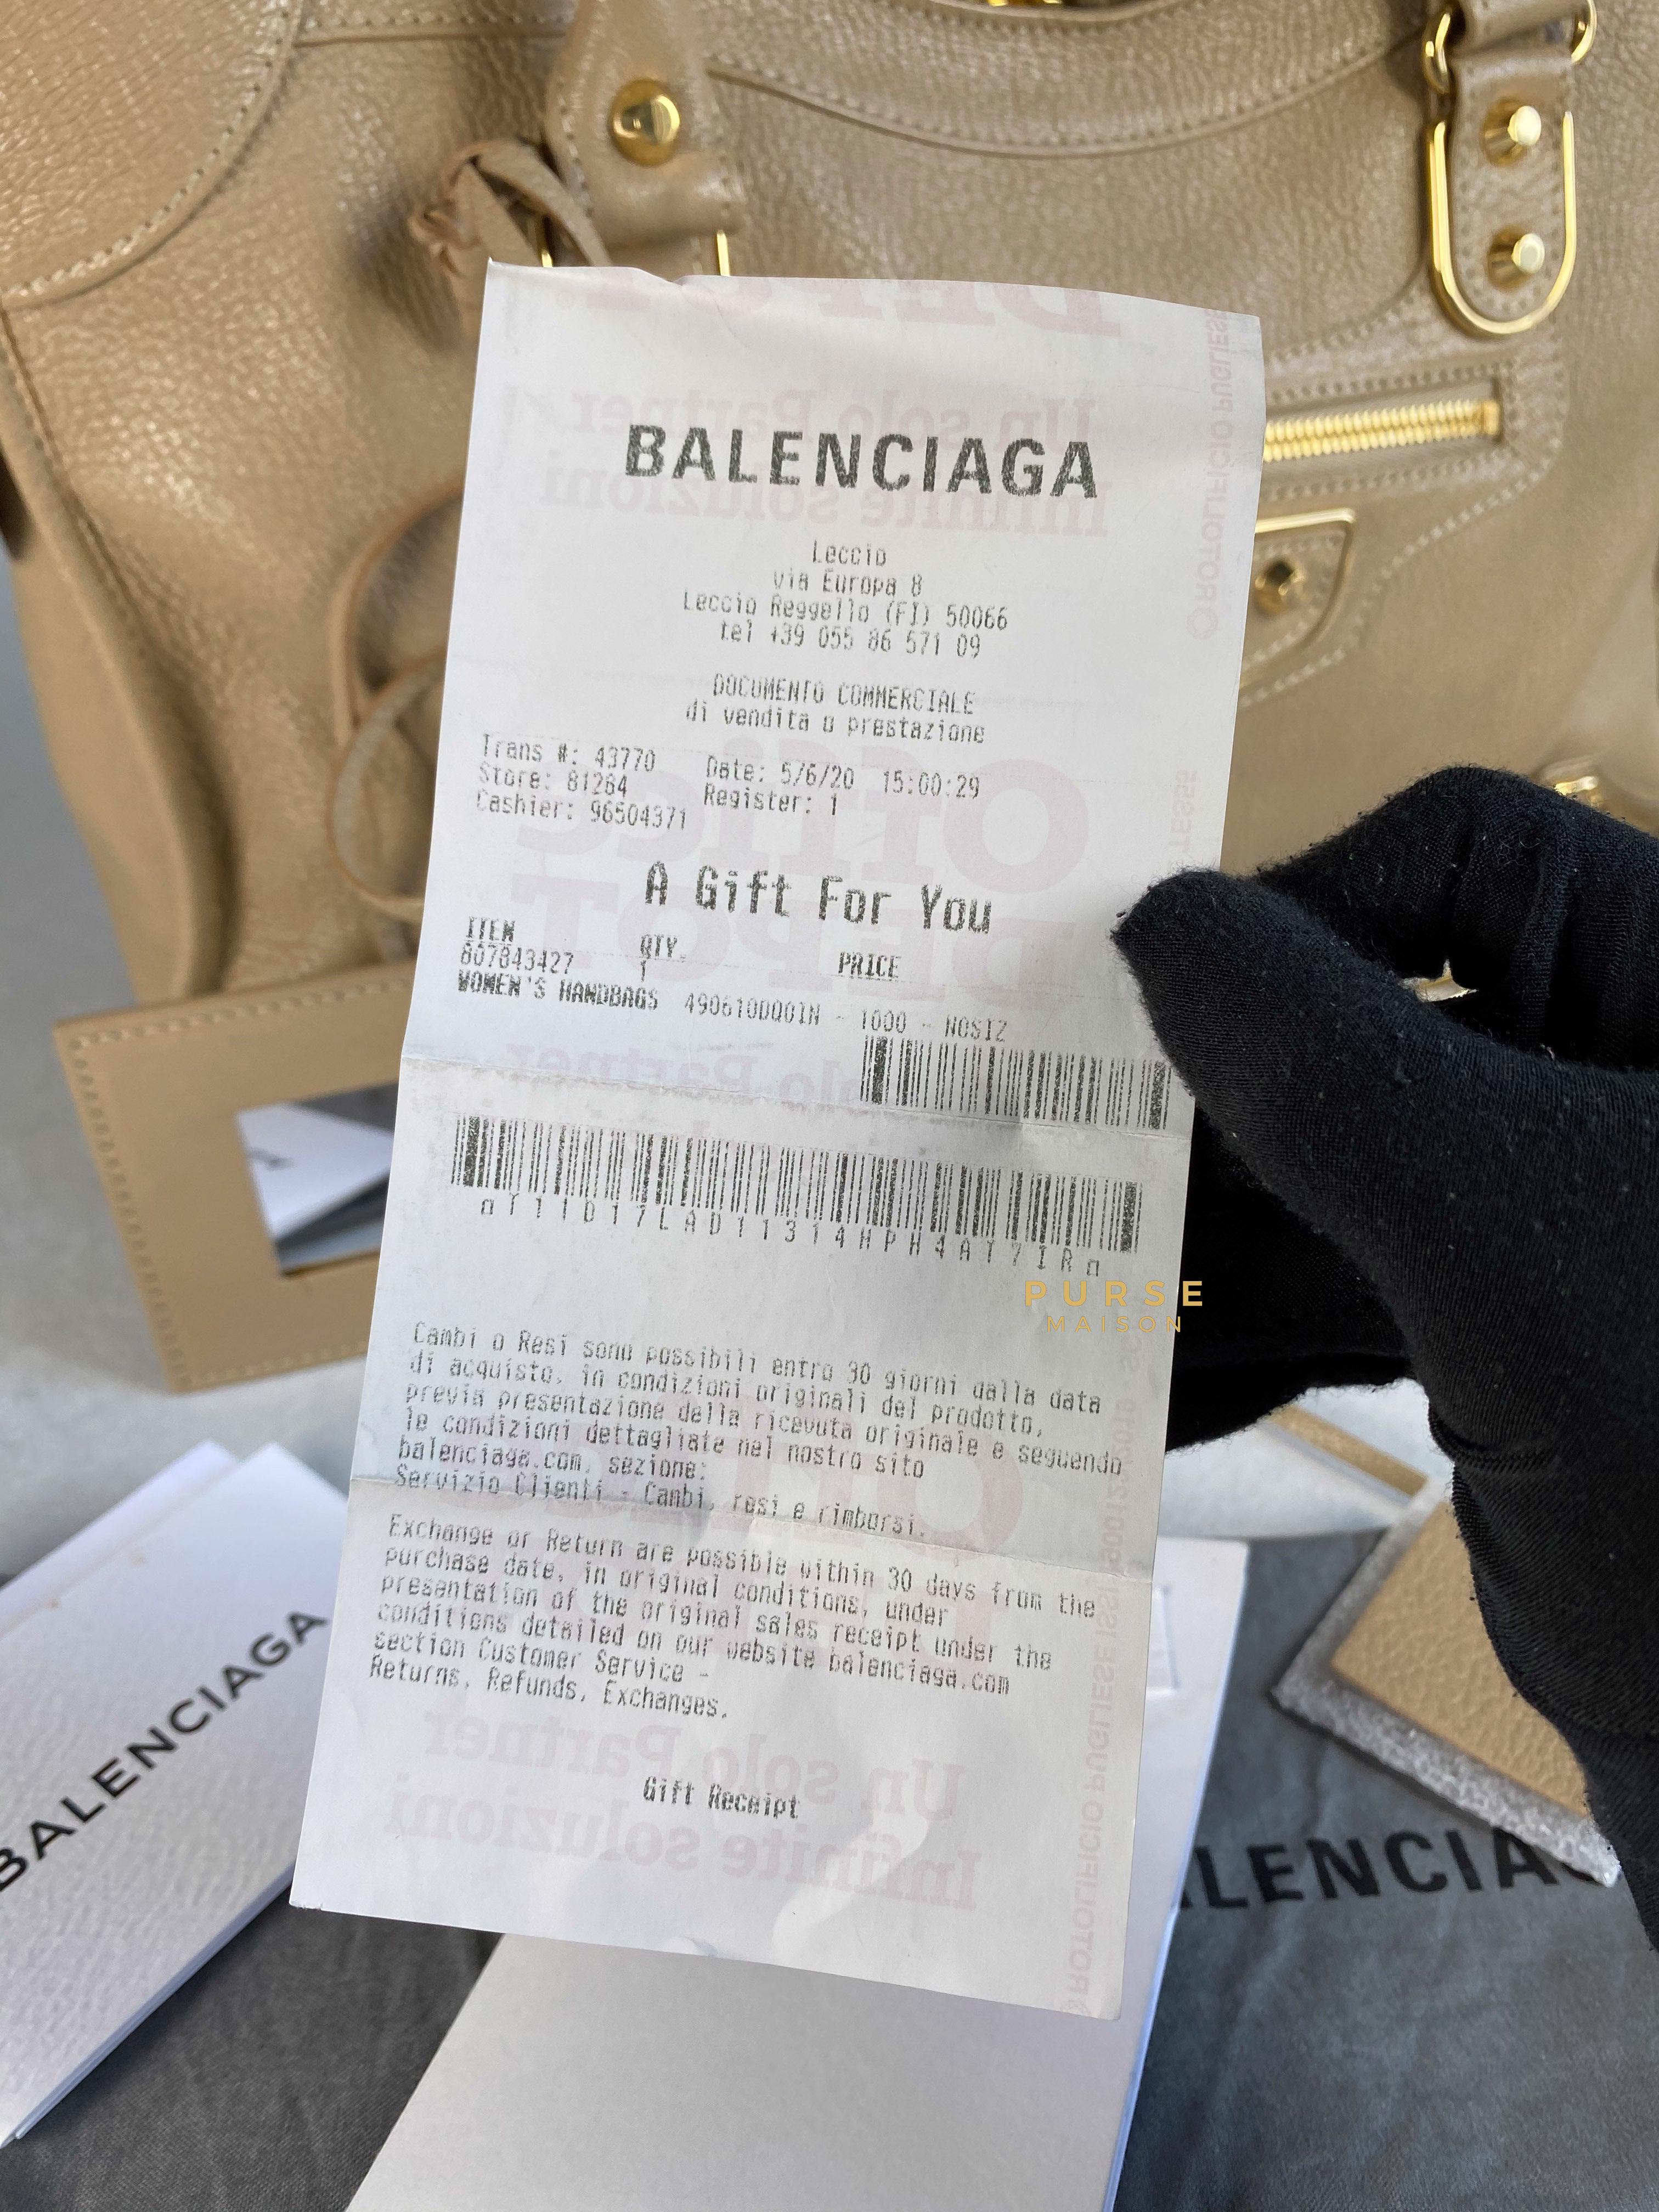 BALENCIAGA
Leccio
via Europa 8
Leccio Reggello (FI) 50066
tel +39 055 86 571 09
DOCUMENTO COMMERCIALE
di vendita o prestazione
Trans #: 43770 Date: 5/6/20 15:00:29
Store: 81284 Register: 1
Cashier: 96504371
A Gift For You
ITEM QTY. PRICE
807843427 1
WOMEN'S HANDBAGS 490610DQ01N - 1000 - NOSIZ
PURSE
MAISON
Cambi o Resi sono possibili entro 30 giorni dalla data
di acquisto, in condizioni originali del prodotto,
previa presentazione della ricevuta originale e seguendo
le condizioni dettagliate nel nostro sito
balenciaga.com, sezione:
Servizio Clienti - Cambi, resi e rimborsi.
Exchange or Return are possible within 30 days from the
purchase date, in original conditions, under
presentation of the original sales receipt under the
conditions detailed on our website balenciaga.com
section Customer Service -
Returns, Refunds, Exchanges.
Gift Receipt
Un solo Partner
Infinite soluzioni
BALENCIAGA